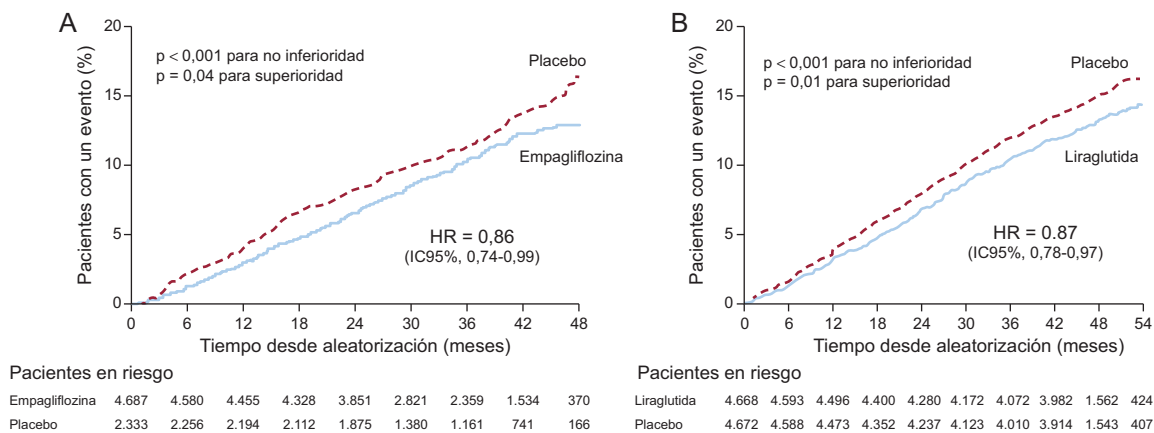 A
Pacientes con un evento (%)
20
15
10
5
0
p < 0,001 para no inferioridad
p = 0,04 para superioridad
Placebo
Empagliflozina
HR = 0,86
(IC95%, 0,74-0,99)
0 6 12 18 24 30 36 42 48
Tiempo desde aleatorización (meses)
Pacientes en riesgo
Empagliflozina 4.687 4.580 4.455 4.328 3.851 2.821 2.359 1.534 370
Placebo 2.333 2.256 2.194 2.112 1.875 1.380 1.161 741 166
B
Pacientes con un evento (%)
20
15
10
5
0
p < 0,001 para no inferioridad
p = 0,01 para superioridad
Placebo
Liraglutida
HR = 0.87
(IC95%, 0,78-0,97)
0 6 12 18 24 30 36 42 50 54
Tiempo desde aleatorización (meses)
Pacientes en riesgo
Liraglutida 4.668 4.593 4.496 4.400 4.280 4.172 4.072 3.982 1.562 424
Placebo 4.672 4.588 4.473 4.352 4.237 4.123 4.010 3.914 1.543 407